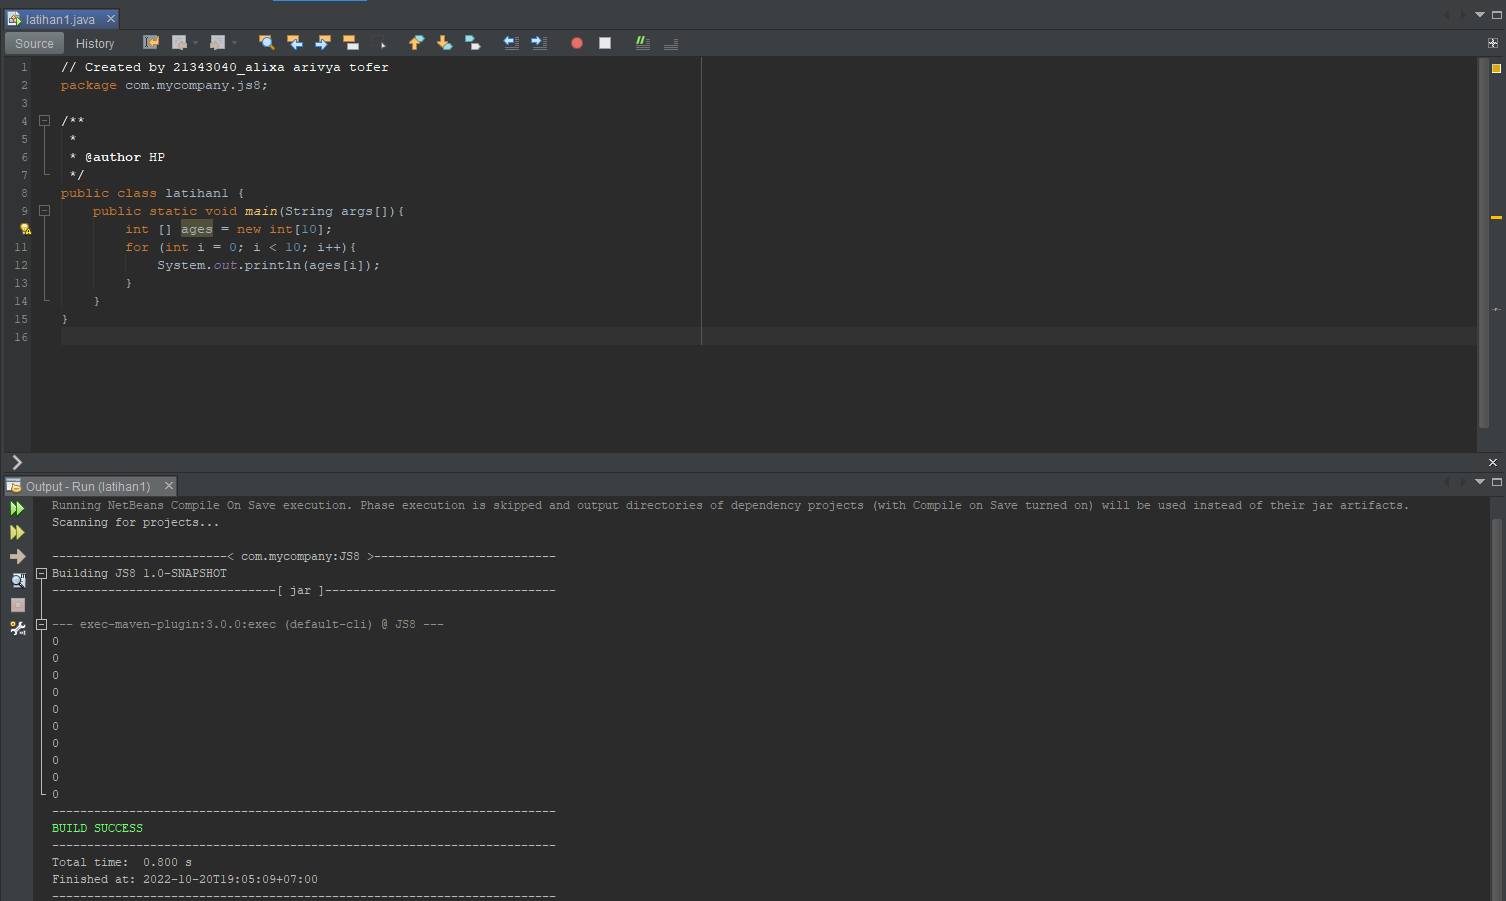 latihan1.java
Source History
1 // Created by 21343040_alixa arivya tofer
2 package com.mycompany.js8;
3
4 /**
5 *
6 * @author HP
7 */
8 public class latihan1 {
9 public static void main(String args[]){
int [] ages = new int[10];
11 for (int i = 0; i < 10; i++){
12 System.out.println(ages[i]);
13 }
14 }
15 }
16
Output - Run (latihan1)
Running NetBeans Compile On Save execution. Phase execution is skipped and output directories of dependency projects (with Compile on Save turned on) will be used instead of their jar artifacts.
Scanning for projects...
-------------------------< com.mycompany:JS8 >--------------------------
Building JS8 1.0-SNAPSHOT
--------------------------------[ jar ]---------------------------------
--- exec-maven-plugin:3.0.0:exec (default-cli) @ JS8 ---
0
0
0
0
0
0
0
0
0
0
------------------------------------------------------------------------
BUILD SUCCESS
------------------------------------------------------------------------
Total time:  0.800 s
Finished at: 2022-10-20T19:05:09+07:00
------------------------------------------------------------------------